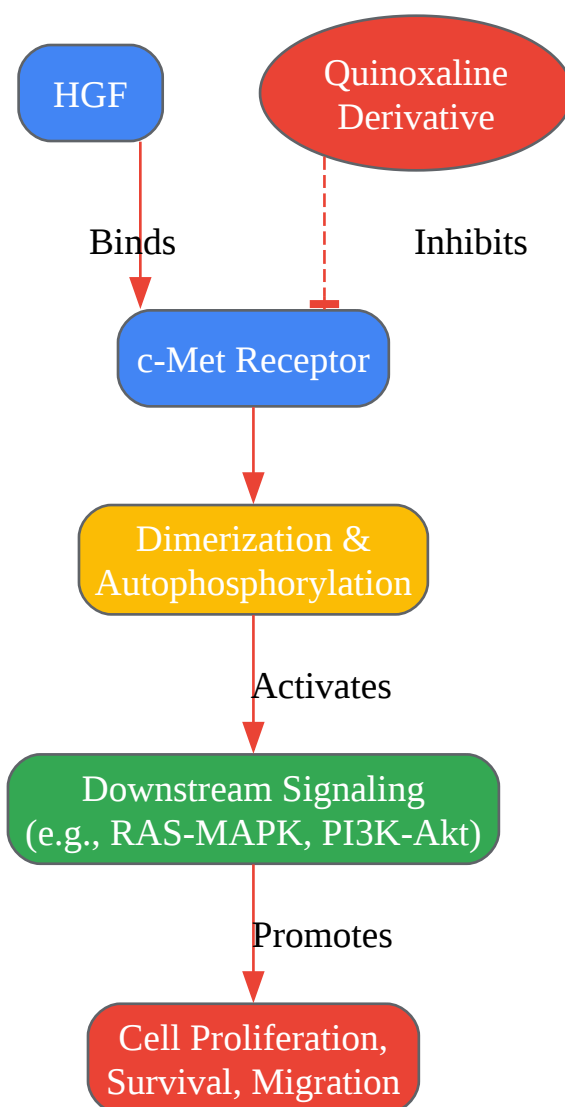 HGF
Quinoxaline
Derivative
Binds
Inhibits
c-Met Receptor
Dimerization &
Autophosphorylation
Activates
Downstream Signaling
(e.g., RAS-MAPK, PI3K-Akt)
Promotes
Cell Proliferation,
Survival, Migration